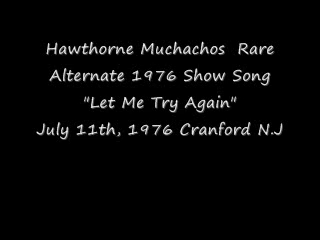 Hawthorne Muchachos Rare
Alternate 1976 Show Song
"Let Me Try Again"
July 11th, 1976 Cranford N.J